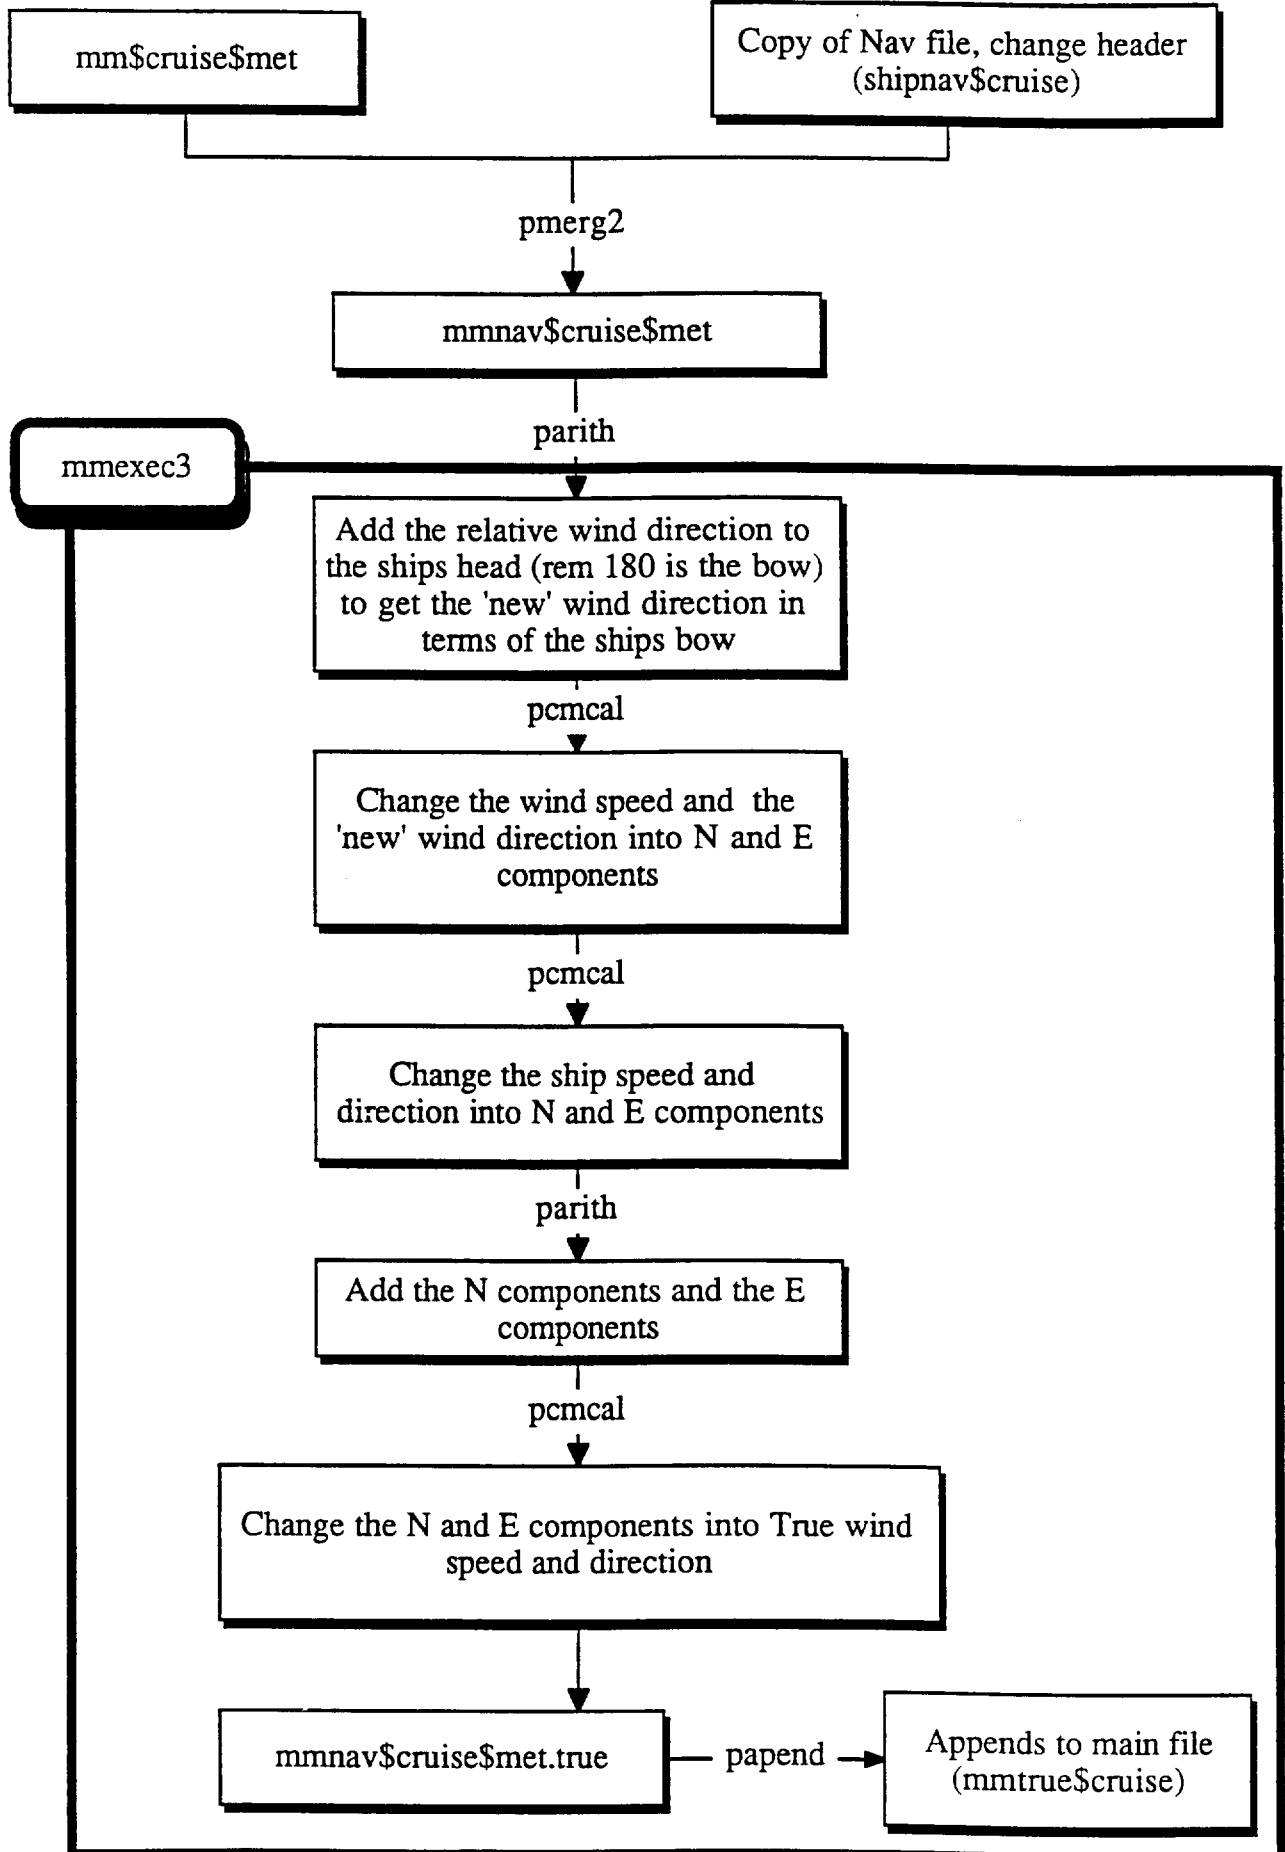 mm$cruise$met
Copy of Nav file, change header
(shipnav$cruise)
pmerg2
mmnav$cruise$met
parith
mmexec3
Add the relative wind direction to
the ships head (rem 180 is the bow)
to get the 'new' wind direction in
terms of the ships bow
pcmcal
Change the wind speed and the
'new' wind direction into N and E
components
pcmcal
Change the ship speed and
direction into N and E components
parith
Add the N components and the E
components
pcmcal
Change the N and E components into True wind
speed and direction
mmnav$cruise$met.true
papend
Appends to main file
(mmtrue$cruise)